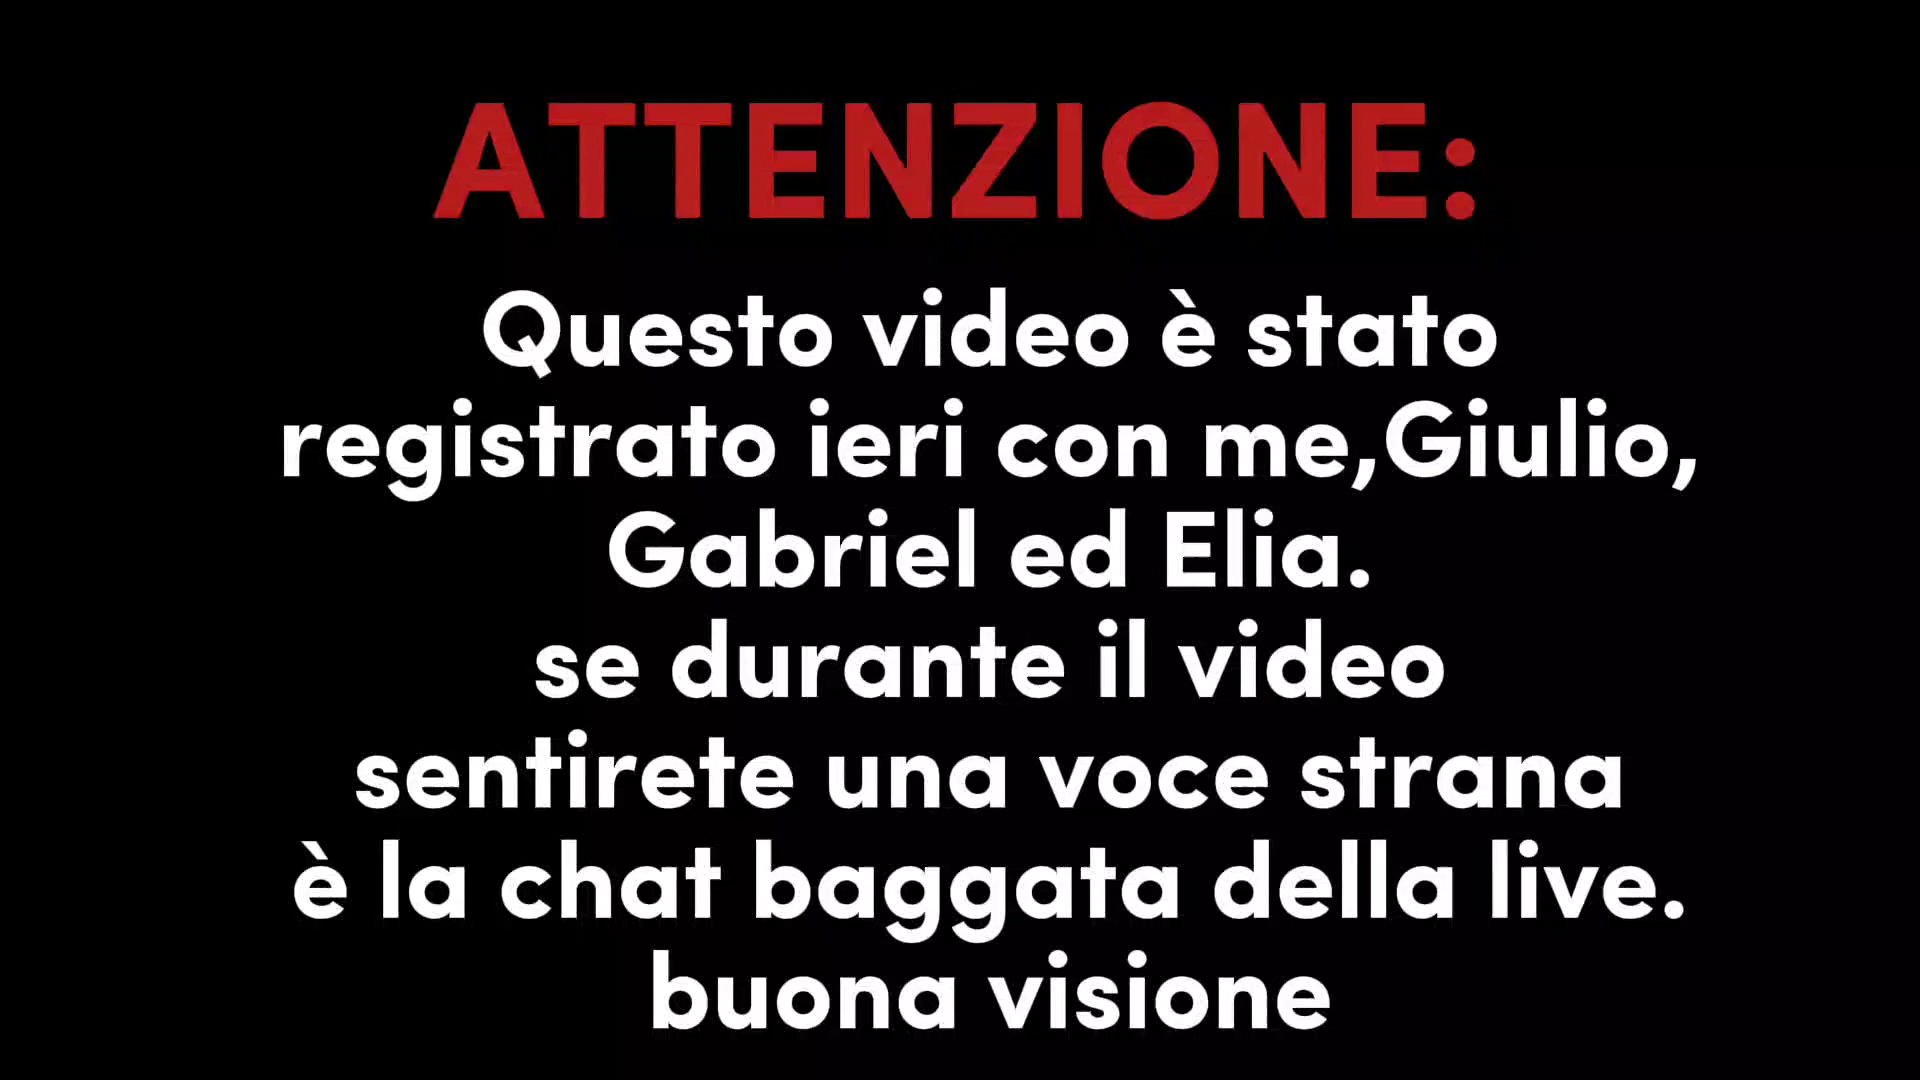 ATTENZIONE:
Questo video è stato
registrato ieri con me,Giulio,
Gabriel ed Elia.
se durante il video
sentirete una voce strana
è la chat baggata della live.
buona visione